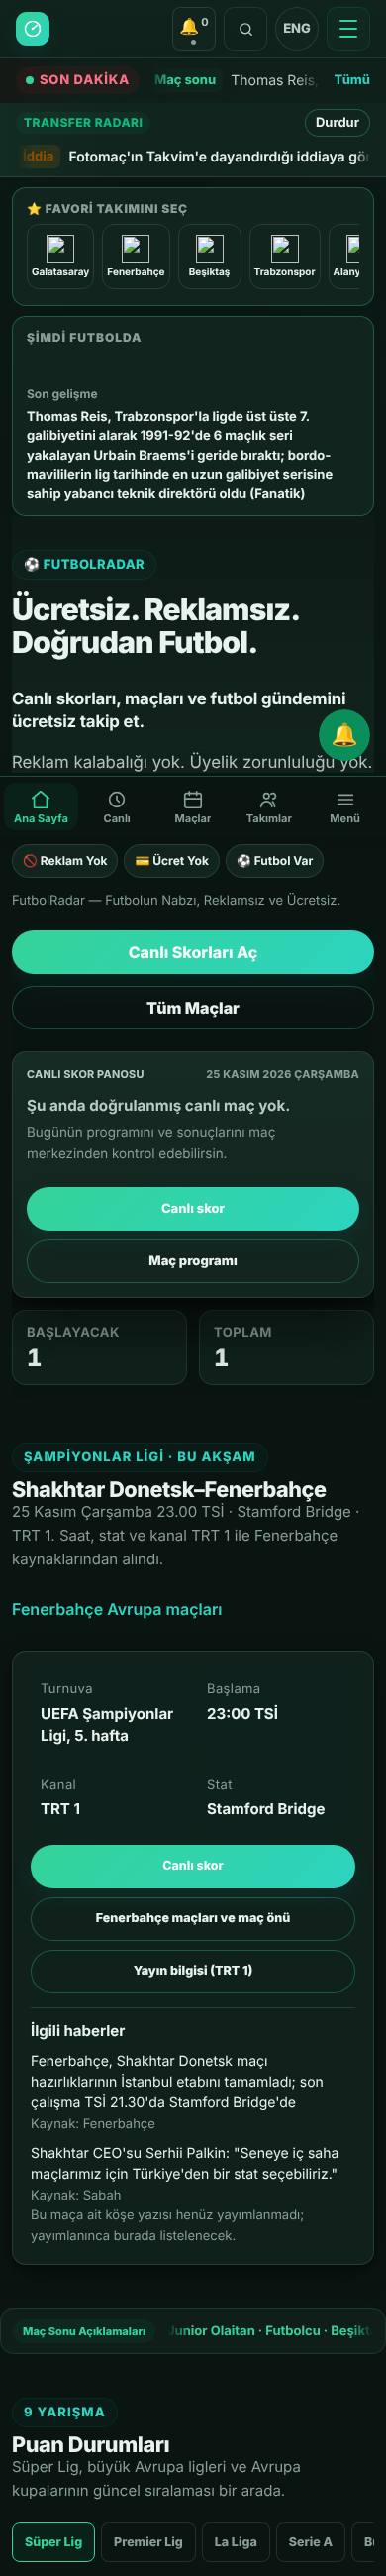 🔔 0
ENG
SON DAKİKA Maç sonu Thomas Reis, Tümü
TRANSFER RADARI Durdur
İddia Fotomaç'ın Takvim'e dayandırdığı iddiaya gör
⭐ FAVORİ TAKIMINI SEÇ
Galatasaray Fenerbahçe Beşiktaş Trabzonspor Alany
ŞİMDİ FUTBOLDA
Son gelişme
Thomas Reis, Trabzonspor'la ligde üst üste 7.
galibiyetini alarak 1991-92'de 6 maçlık seri
yakalayan Urbain Braems'i geride bıraktı; bordo-
mavililerin lig tarihinde en uzun galibiyet serisine
sahip yabancı teknik direktörü oldu (Fanatik)
⚽ FUTBOLRADAR
Ücretsiz. Reklamsız.
Doğrudan Futbol.
Canlı skorları, maçları ve futbol gündemini
ücretsiz takip et.
Reklam kalabalığı yok. Üyelik zorunluluğu yok.
Ana Sayfa Canlı Maçlar Takımlar Menü
🚫 Reklam Yok 💳 Ücret Yok ⚽ Futbol Var
FutbolRadar — Futbolun Nabzı, Reklamsız ve Ücretsiz.
Canlı Skorları Aç
Tüm Maçlar
CANLI SKOR PANOSU 25 KASIM 2026 ÇARŞAMBA
Şu anda doğrulanmış canlı maç yok.
Bugünün programını ve sonuçlarını maç
merkezinden kontrol edebilirsin.
Canlı skor
Maç programı
BAŞLAYACAK TOPLAM
1 1
ŞAMPİYONLAR LİGİ · BU AKŞAM
Shakhtar Donetsk–Fenerbahçe
25 Kasım Çarşamba 23.00 TSİ · Stamford Bridge ·
TRT 1. Saat, stat ve kanal TRT 1 ile Fenerbahçe
kaynaklarından alındı.
Fenerbahçe Avrupa maçları
Turnuva Başlama
UEFA Şampiyonlar 23:00 TSİ
Ligi, 5. hafta
Kanal Stat
TRT 1 Stamford Bridge
Canlı skor
Fenerbahçe maçları ve maç önü
Yayın bilgisi (TRT 1)
İlgili haberler
Fenerbahçe, Shakhtar Donetsk maçı
hazırlıklarının İstanbul etabını tamamladı; son
çalışma TSİ 21.30'da Stamford Bridge'de
Kaynak: Fenerbahçe
Shakhtar CEO'su Serhii Palkin: "Seneye iç saha
maçlarımız için Türkiye'den bir stat seçebiliriz."
Kaynak: Sabah
Bu maça ait köşe yazısı henüz yayımlanmadı;
yayımlanınca burada listelenecek.
Maç Sonu Açıklamaları Junior Olaitan · Futbolcu · Beşikt
9 YARIŞMA
Puan Durumları
Süper Lig, büyük Avrupa ligleri ve Avrupa
kupalarının güncel sıralaması bir arada.
Süper Lig Premier Lig La Liga Serie A